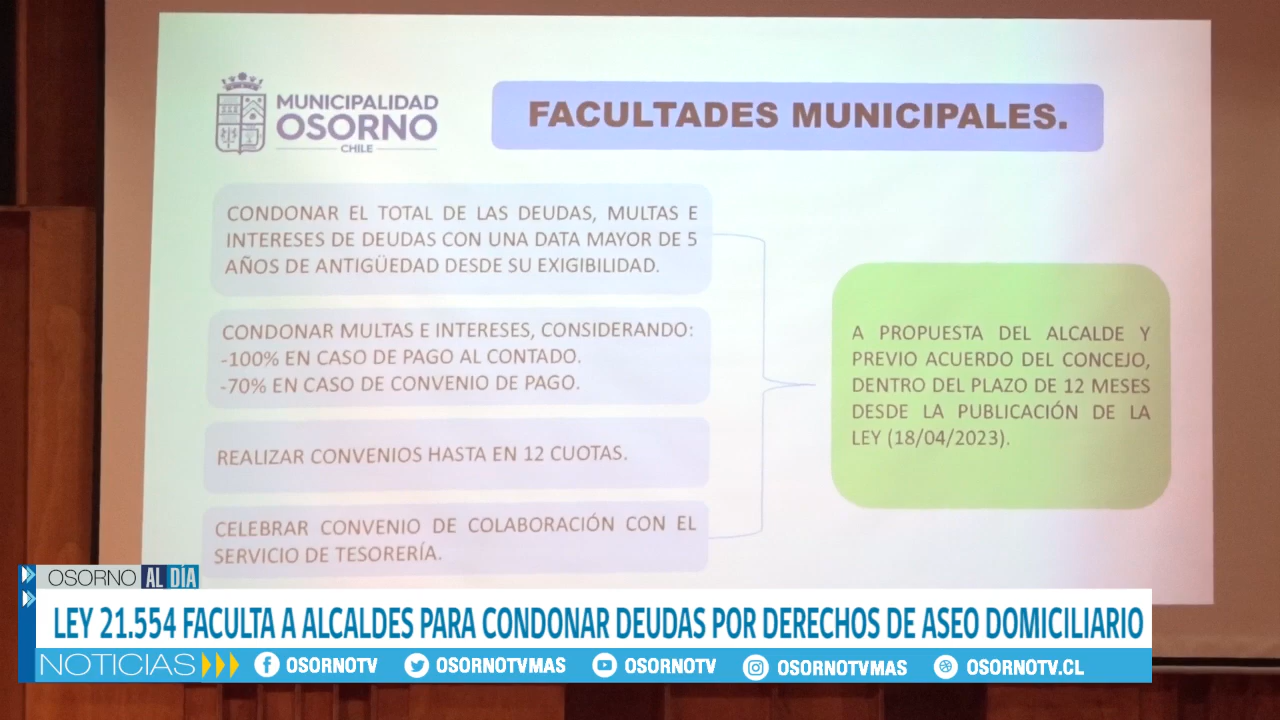 MUNICIPALIDAD
OSORNO
CHILE
FACULTADES MUNICIPALES.
CONDONAR EL TOTAL DE LAS DEUDAS, MULTAS E
INTERESES DE DEUDAS CON UNA DATA MAYOR DE 5
AÑOS DE ANTIGÜEDAD DESDE SU EXIGIBILIDAD.
CONDONAR MULTAS E INTERESES, CONSIDERANDO:
-100% EN CASO DE PAGO AL CONTADO.
-70% EN CASO DE CONVENIO DE PAGO.
REALIZAR CONVENIOS HASTA EN 12 CUOTAS.
CELEBRAR CONVENIO DE COLABORACIÓN CON EL
SERVICIO DE TESORERÍA.
A PROPUESTA DEL ALCALDE Y
PREVIO ACUERDO DEL CONCEJO,
DENTRO DEL PLAZO DE 12 MESES
DESDE LA PUBLICACIÓN DE LA
LEY (18/04/2023).
OSORNO AL DÍA
LEY 21.554 FACULTA A ALCALDES PARA CONDONAR DEUDAS POR DERECHOS DE ASEO DOMICILIARIO
NOTICIAS OSORNOTV OSORNOTVMAS OSORNOTV OSORNOTVMAS OSORNOTV.CL